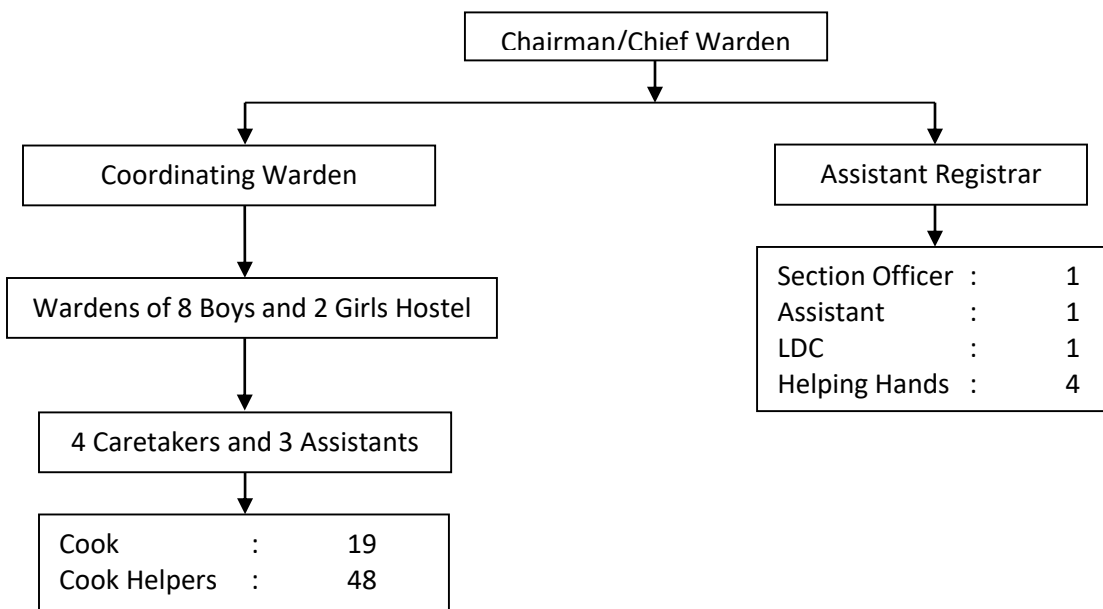 Chairman/Chief Warden
Coordinating Warden
Assistant Registrar
Wardens of 8 Boys and 2 Girls Hostel
Section Officer : 1
Assistant : 1
LDC : 1
Helping Hands : 4
4 Caretakers and 3 Assistants
Cook : 19
Cook Helpers : 48